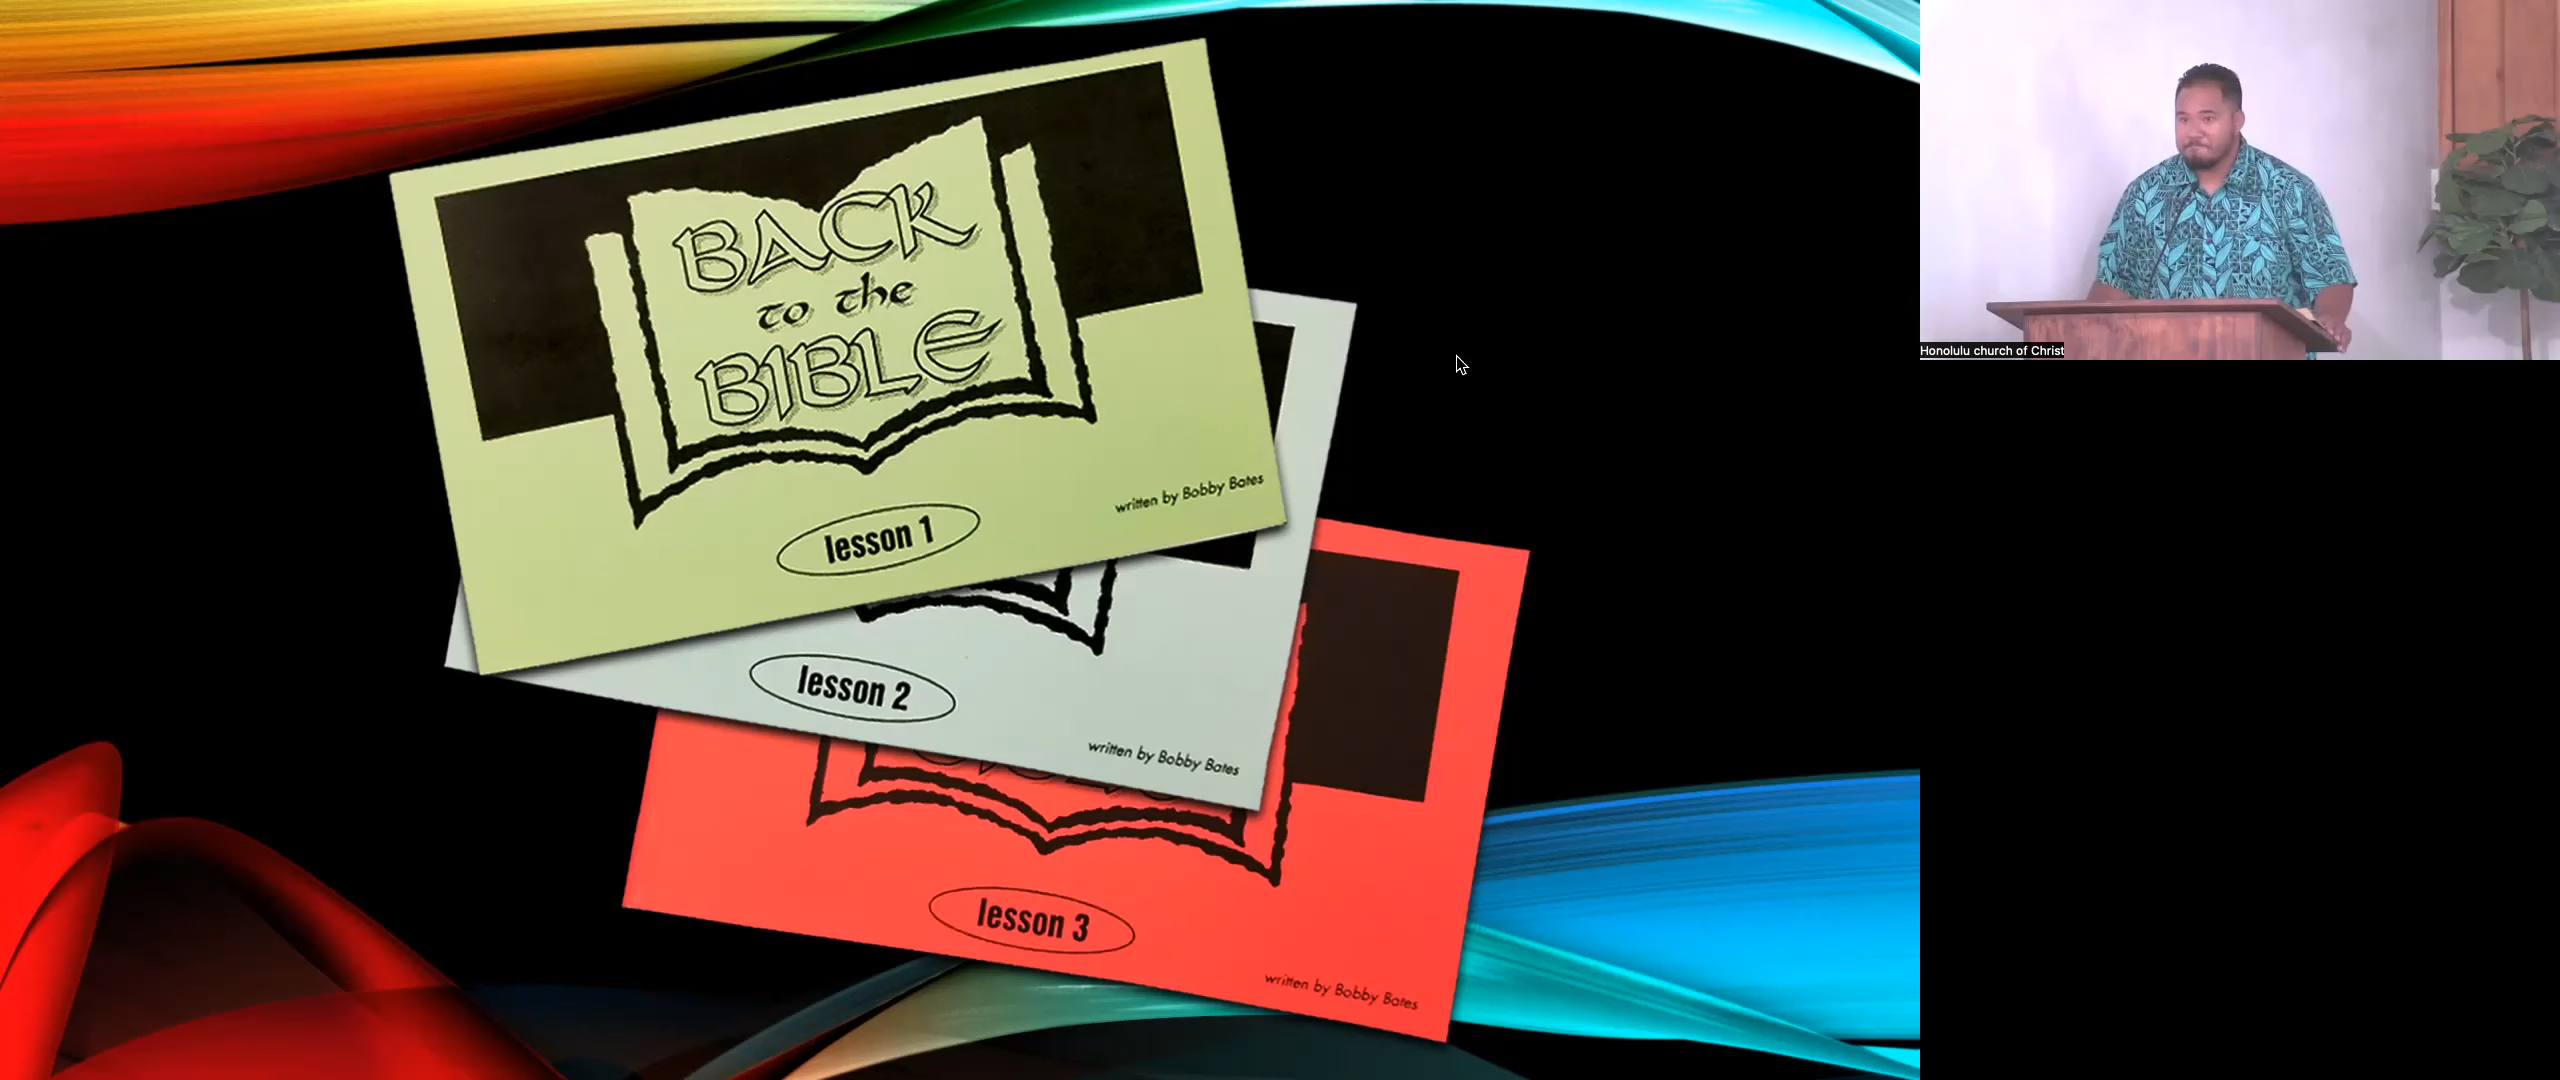 BACK
to the
BIBLE
written by Bobby Bates
lesson 1
lesson 2
written by Bobby Bates
lesson 3
written by Bobby Bates
Honolulu church of Christ